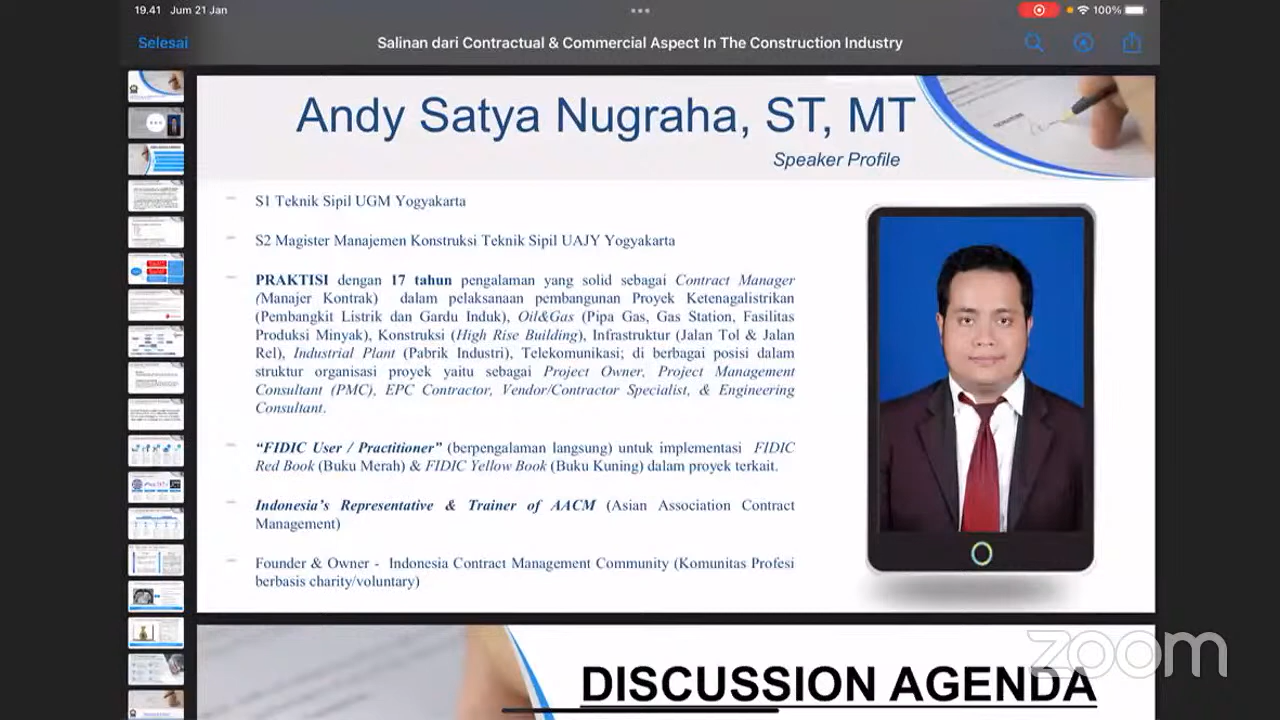 19.41 Jum 21 Jan
100%
Selesai
Salinan dari Contractual & Commercial Aspect In The Construction Industry
Andy Satya Nugraha, ST, MT
Speaker Profile
S1 Teknik Sipil UGM Yogyakarta
S2 Magister Manajemen Konstruksi Teknik Sipil UAJY Yogyakarta
PRAKTISI dengan 17 tahun pengalaman yang solid sebagai Contract Manager
(Manajer Kontrak) dalam pelaksanaan pembangunan Proyek Ketenagalistrikan
(Pembangkit Listrik dan Gardu Induk), Oil&Gas (Pipa Gas, Gas Station, Fasilitas
Produksi Minyak), Konstruksi (High Rise Building), Infrastruktur (Jalan Tol & Jalan
Rel), Industrial Plant, serta Industri Telekomunikasi; di berbagai posisi dalam
struktur organisasi proyek yaitu sebagai Project Owner, Project Management
Consultant (PMC), EPC Contractor, Vendor/Contractor Specialist, & Engineering
Consultant
“FIDIC User / Practitioner” (berpengalaman langsung) untuk implementasi FIDIC
Red Book (Buku Merah) & FIDIC Yellow Book (Buku Kuning) dalam proyek terkait.
Indonesia’s Representative & Trainer of AACM (Asian Association Contract
Management)
Founder & Owner - Indonesia Contract Management Community (Komunitas Profesi
berbasis charity/voluntary)
DISCUSSION AGENDA
zoom